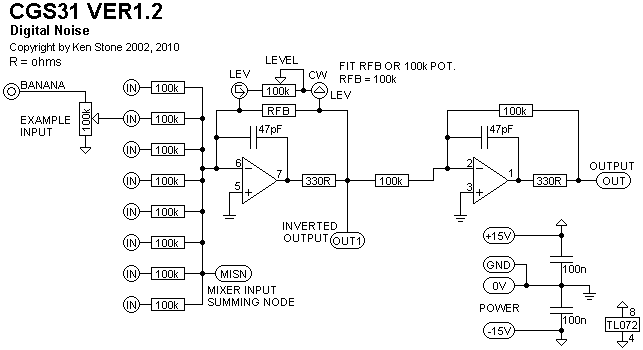 CGS31 VER1.2
Digital Noise
Copyright by Ken Stone 2002, 2010
R = ohms
LEVEL
FIT RFB OR 100k POT.
RFB = 100k
LEV
CW
100k
LEV
BANANA
IN
100k
RFB
100k
EXAMPLE
INPUT
100k
IN
100k
47pF
47pF
IN
100k
6
7
5
330R
100k
2
1
3
330R
OUTPUT
OUT
IN
100k
IN
100k
INVERTED
OUTPUT
OUT1
IN
100k
+15V
IN
100k
MISN
GND
100n
MIXER INPUT
SUMMING NODE
0V
IN
100k
POWER
100n
8
TL072
4
-15V